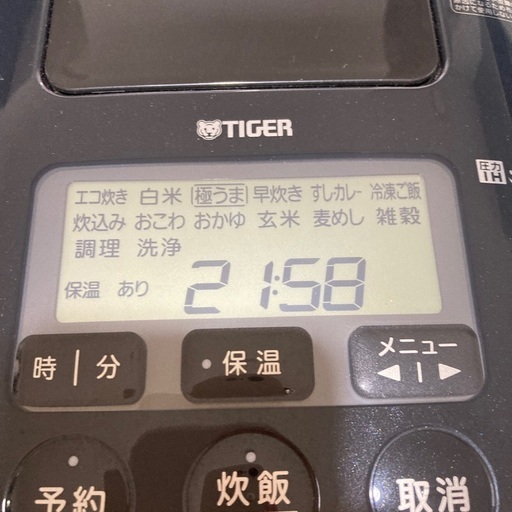 TIGER
圧力
IH
エコ炊き 白米 極うま 早炊き すし・カレー 冷凍ご飯
炊込み おこわ おかゆ 玄米 麦めし 雑穀
調理 洗浄
保温 あり 21:58
時 | 分 保温 メニュー
予約 炊飯 取消